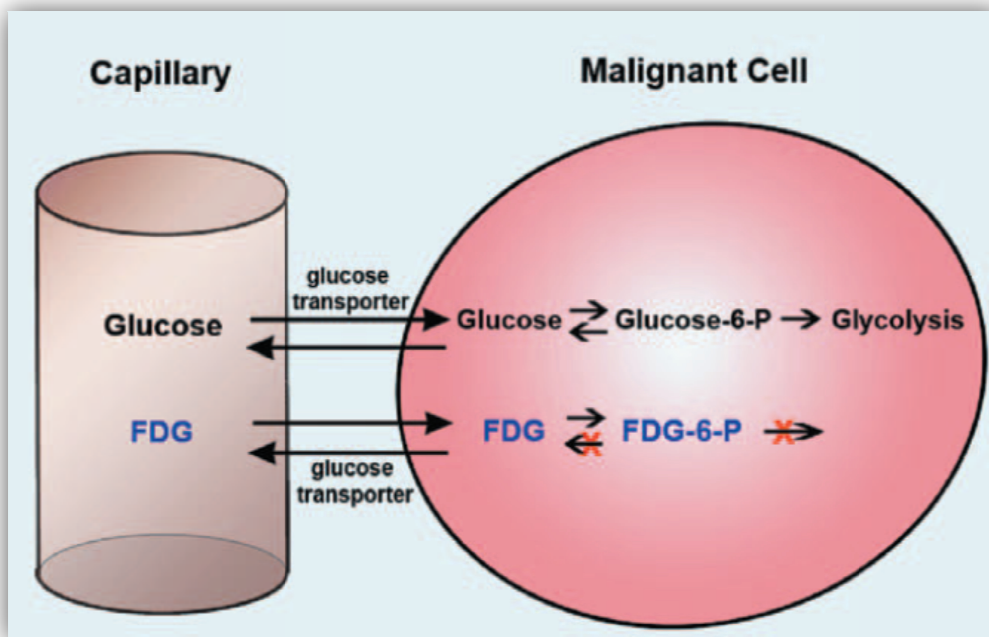 Capillary
Malignant Cell
glucose
transporter
Glucose
Glucose
Glucose-6-P
Glycolysis
FDG
FDG
X
FDG-6-P
X
glucose
transporter